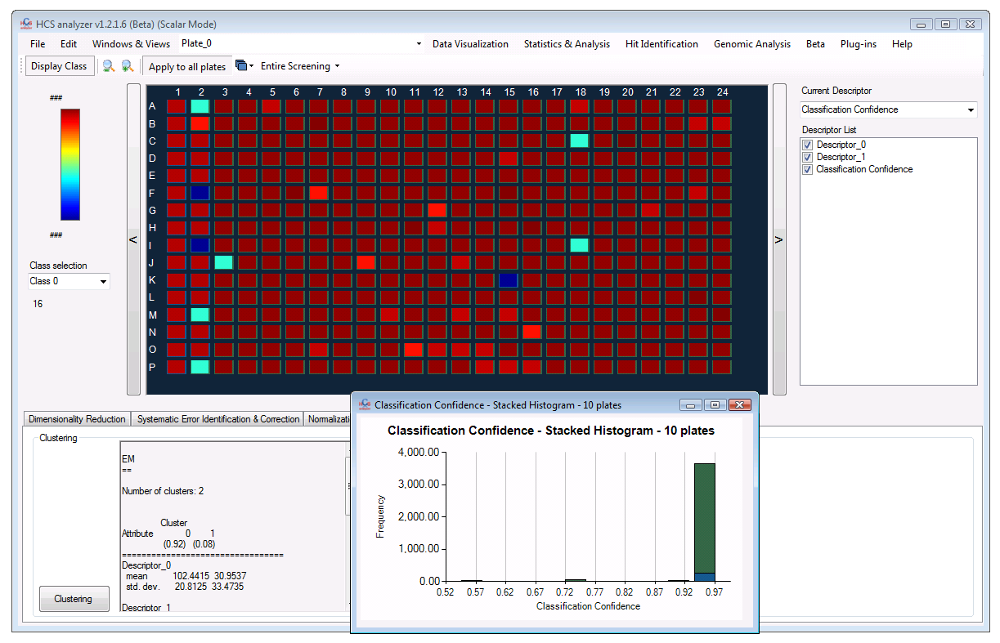 HCS analyzer v1.2.1.6 (Beta) (Scalar Mode)
File Edit Windows & Views Plate_0 Data Visualization Statistics & Analysis Hit Identification Genomic Analysis Beta Plug-ins Help
Display Class Apply to all plates Entire Screening
###
###
Class selection
Class 0
16
<
1 2 3 4 5 6 7 8 9 10 11 12 13 14 15 16 17 18 19 20 21 22 23 24
A
B
C
D
E
F
G
H
I
J
K
L
M
N
O
P
>
Current Descriptor
Classification Confidence
Descriptor List
Descriptor_0
Descriptor_1
Classification Confidence
Dimensionality Reduction Systematic Error Identification & Correction Normalizati
Clustering
EM
==
Number of clusters: 2
Cluster
Attribute 0 1
(0.92) (0.08)
=================================
Descriptor_0
mean 102.4415 30.9537
std. dev. 20.8125 33.4735
Descriptor_1
Clustering
Classification Confidence - Stacked Histogram - 10 plates
Classification Confidence - Stacked Histogram - 10 plates
Frequency
4,000.00
3,000.00
2,000.00
1,000.00
0.00
0.52 0.57 0.62 0.67 0.72 0.77 0.82 0.87 0.92 0.97
Classification Confidence